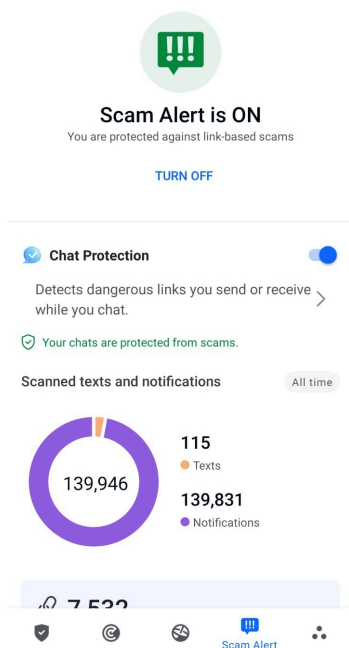 Scam Alert is ON
You are protected against link-based scams
TURN OFF
Chat Protection
Detects dangerous links you send or receive
while you chat.
Your chats are protected from scams.
Scanned texts and notifications
All time
139,946
115
Texts
139,831
Notifications
7,532
Scam Alert